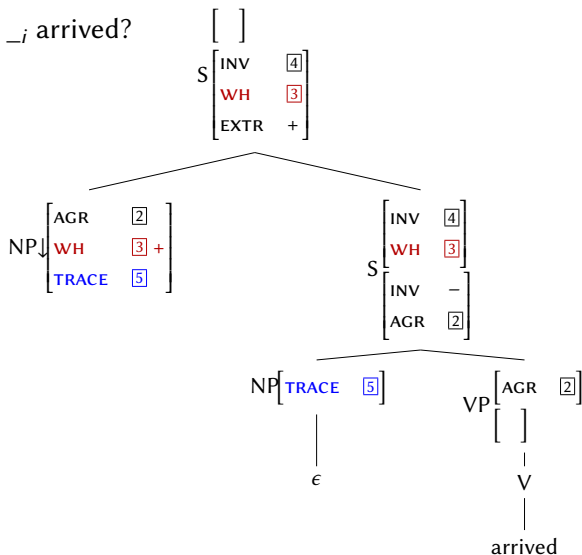 _i arrived?
[ ]
S [INV 4
WH 3
EXTR +]
NP↓ [AGR 2
WH 3 +
TRACE 5]
S [INV 4
WH 3]
[INV −
AGR 2]
NP [TRACE 5]
VP [AGR 2]
[ ]
ϵ
V
arrived